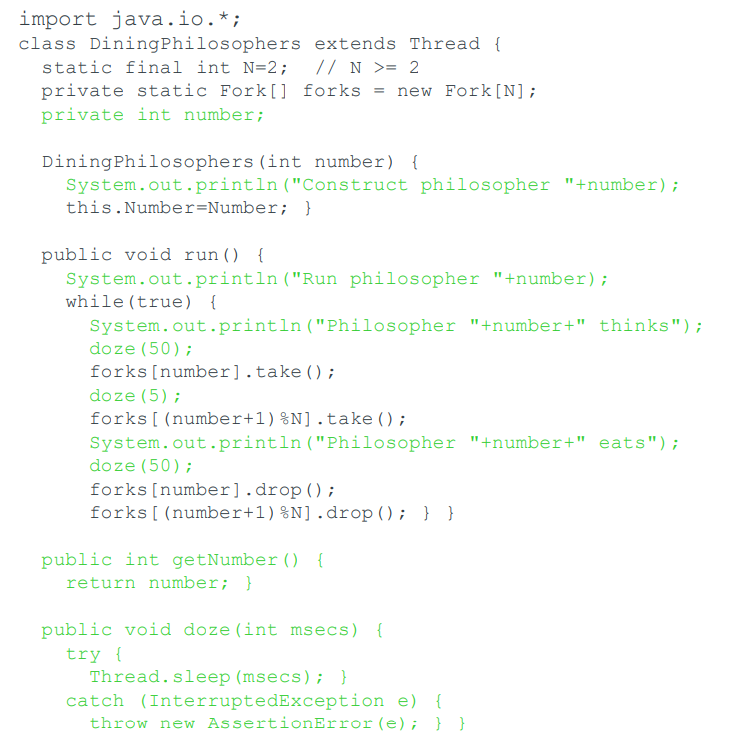 import java.io.*;
class DiningPhilosophers extends Thread {
  static final int N=2;  // N >= 2
  private static Fork[] forks = new Fork[N];
  private int number;

  DiningPhilosophers(int number) {
    System.out.println("Construct philosopher "+number);
    this.Number=Number; }

  public void run() {
    System.out.println("Run philosopher "+number);
    while(true) {
      System.out.println("Philosopher "+number+" thinks");
      doze(50);
      forks[number].take();
      doze(5);
      forks[(number+1)%N].take();
      System.out.println("Philosopher "+number+" eats");
      doze(50);
      forks[number].drop();
      forks[(number+1)%N].drop(); } }

  public int getNumber() {
    return number; }

  public void doze(int msecs) {
    try {
      Thread.sleep(msecs); }
    catch (InterruptedException e) {
      throw new AssertionError(e); } }